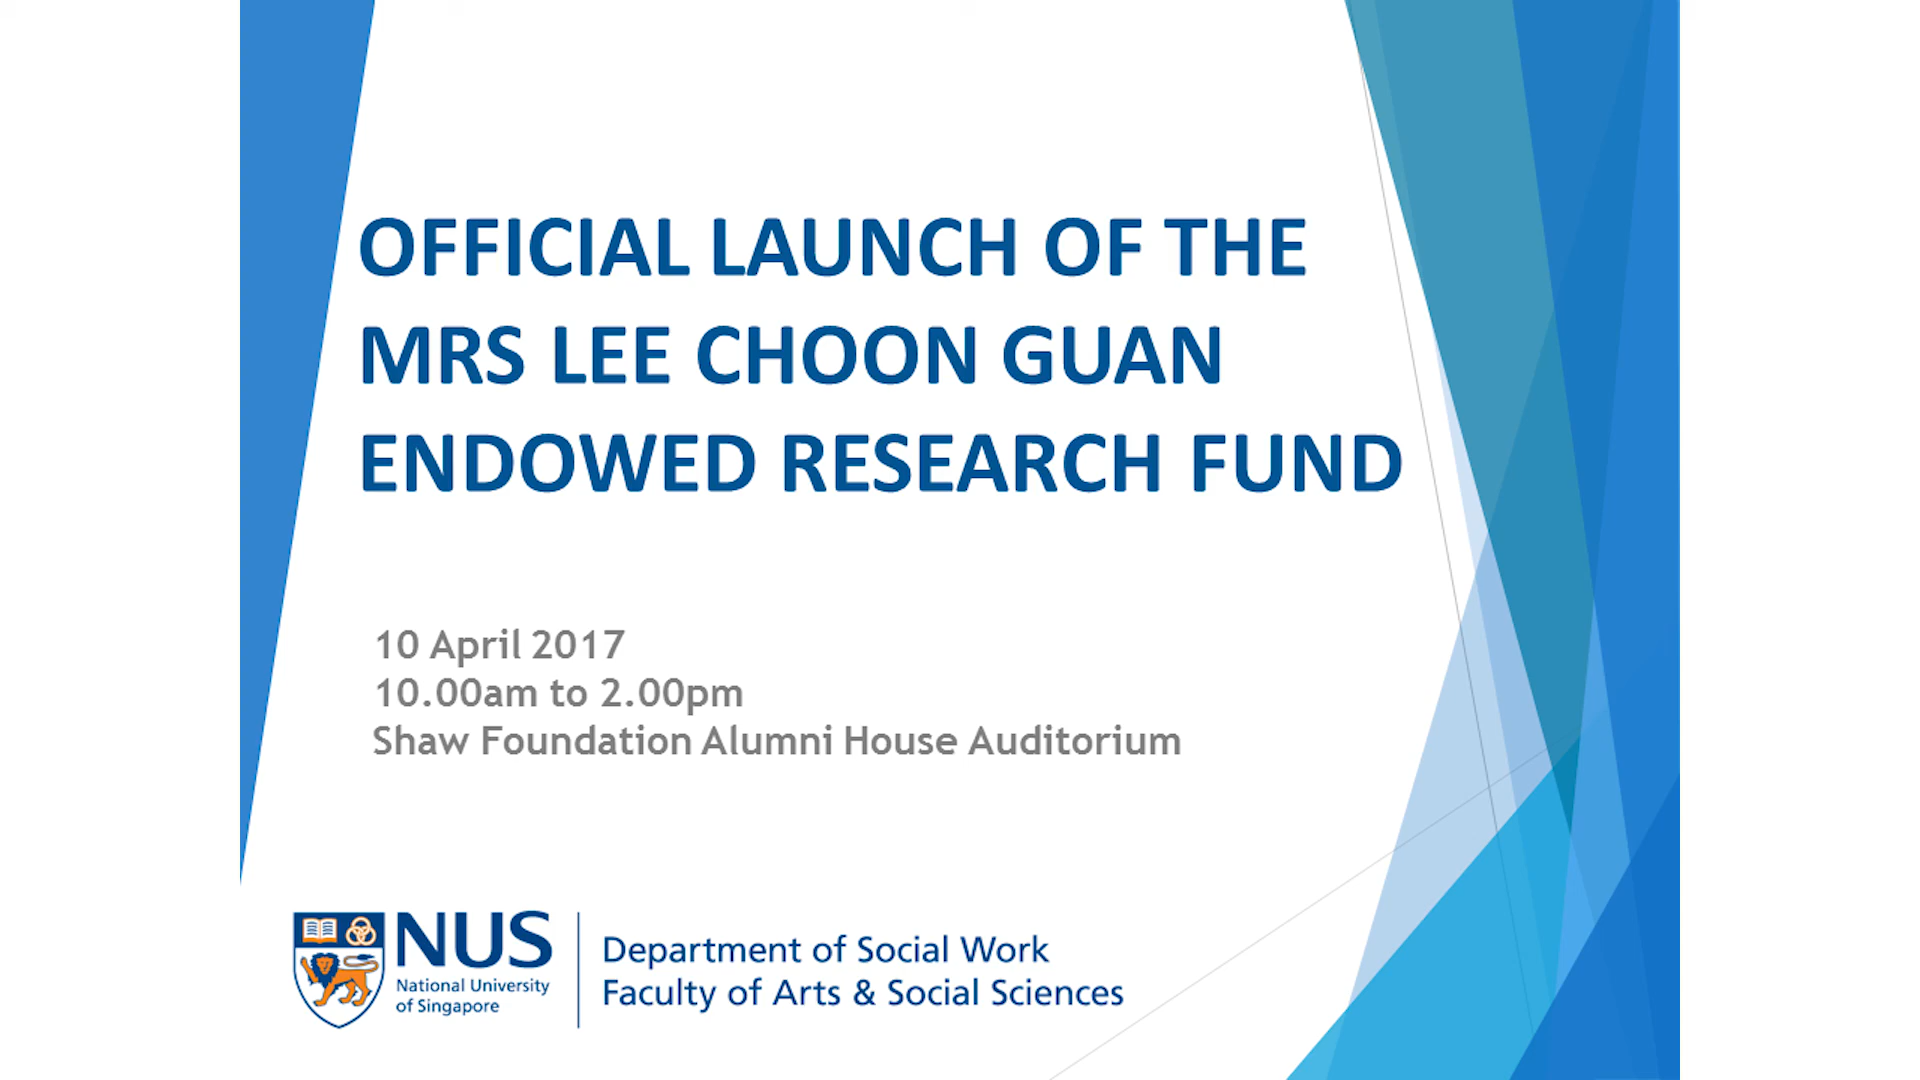 OFFICIAL LAUNCH OF THE
MRS LEE CHOON GUAN
ENDOWED RESEARCH FUND
10 April 2017
10.00am to 2.00pm
Shaw Foundation Alumni House Auditorium
NUS
National University
of Singapore
Department of Social Work
Faculty of Arts & Social Sciences